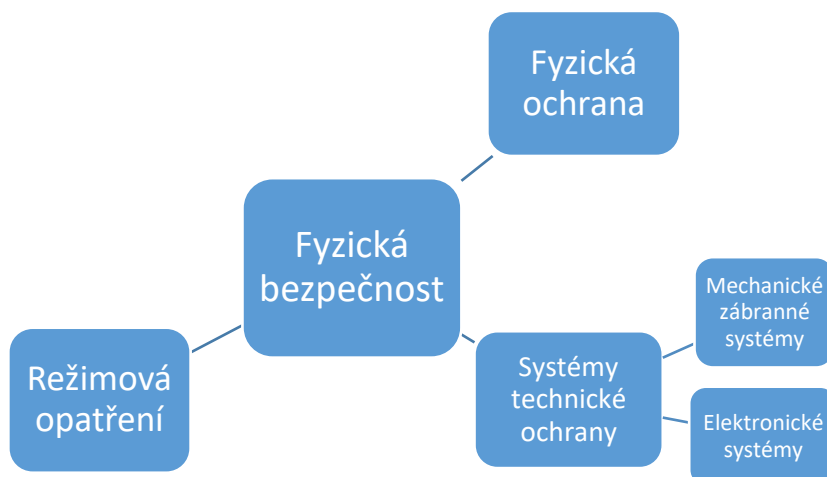 Fyzická
ochrana
Fyzická
bezpečnost
Mechanické
zábranné
systémy
Režimová
opatření
Systémy
technické
ochrany
Elektronické
systémy